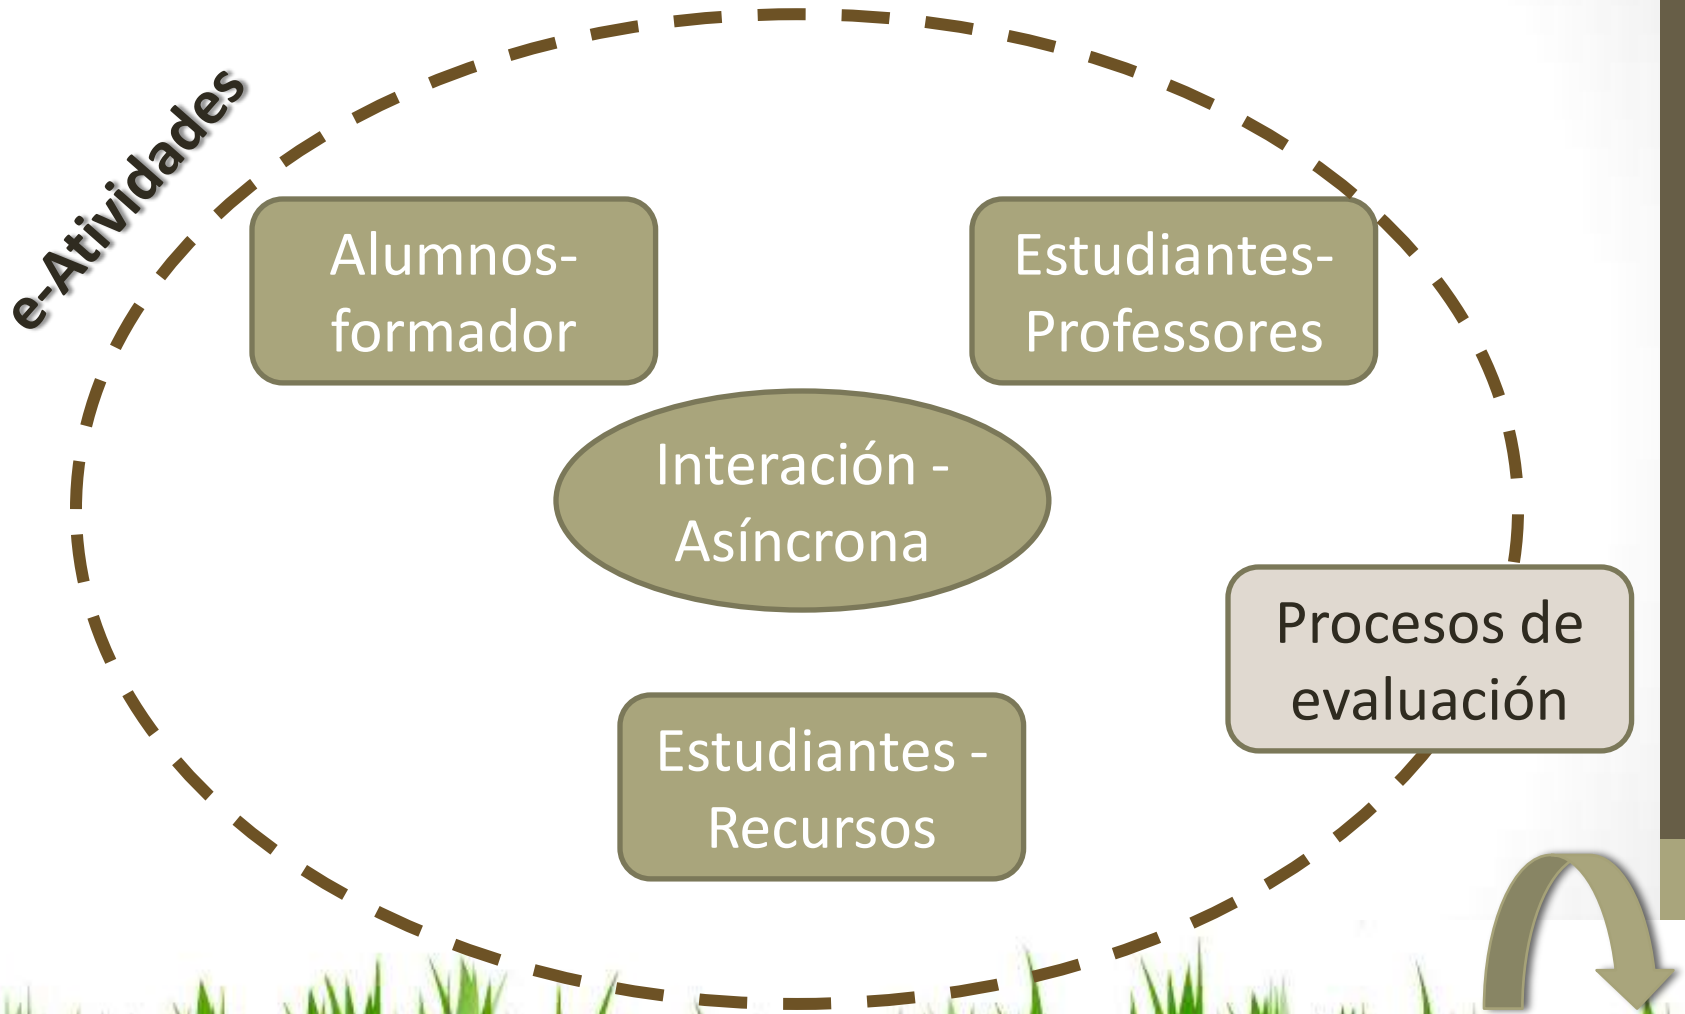 e-Atividades
Alumnos-
formador
Estudiantes-
Professores
Interación -
Asíncrona
Procesos de
evaluación
Estudiantes -
Recursos